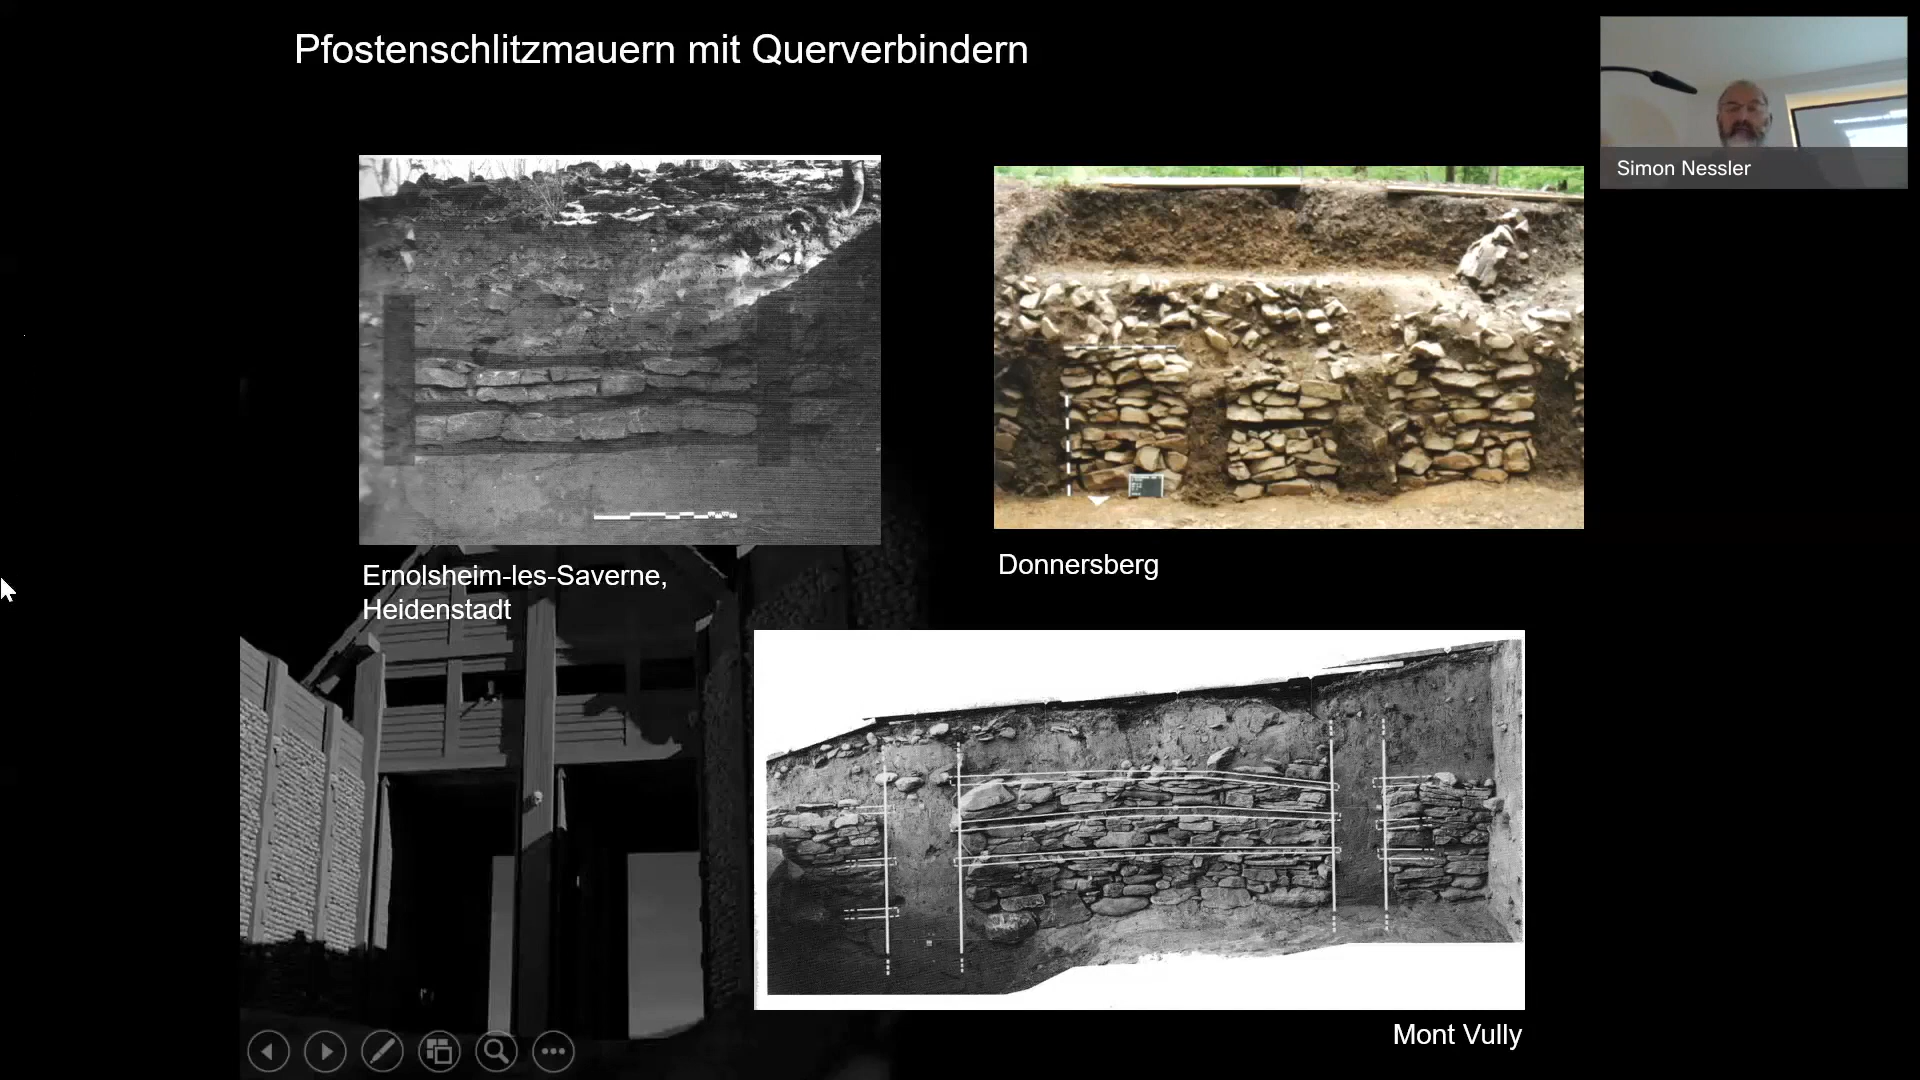 Pfostenschlitzmauern mit Querverbindern
Simon Nessler
Ernolsheim-les-Saverne,
Heidenstadt
Donnersberg
Mont Vully